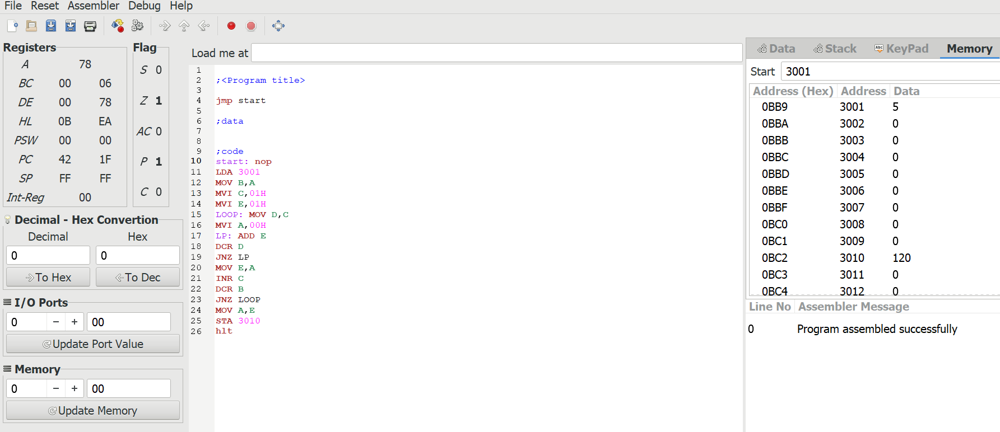 File Reset Assembler Debug Help
Registers
A 78
BC 00 06
DE 00 78
HL 0B EA
PSW 00 00
PC 42 1F
SP FF FF
Int-Reg 00
Flag
S 0
Z 1
AC 0
P 1
C 0
Decimal - Hex Convertion
Decimal Hex
0 0
To Hex To Dec
I/O Ports
0 − + 00
Update Port Value
Memory
0 − + 00
Update Memory
Load me at
1
2 ;<Program title>
3
4 jmp start
5
6 ;data
7
8
9 ;code
10 start: nop
11 LDA 3001
12 MOV B,A
13 MVI C,01H
14 MVI E,01H
15 LOOP: MOV D,C
16 MVI A,00H
17 LP: ADD E
18 DCR D
19 JNZ LP
20 MOV E,A
21 INR C
22 DCR B
23 JNZ LOOP
24 MOV A,E
25 STA 3010
26 hlt
Data Stack Abc KeyPad Memory
Start 3001
Address (Hex) Address Data
0BB9 3001 5
0BBA 3002 0
0BBB 3003 0
0BBC 3004 0
0BBD 3005 0
0BBE 3006 0
0BBF 3007 0
0BC0 3008 0
0BC1 3009 0
0BC2 3010 120
0BC3 3011 0
0BC4 3012 0
Line No Assembler Message
0 Program assembled successfully